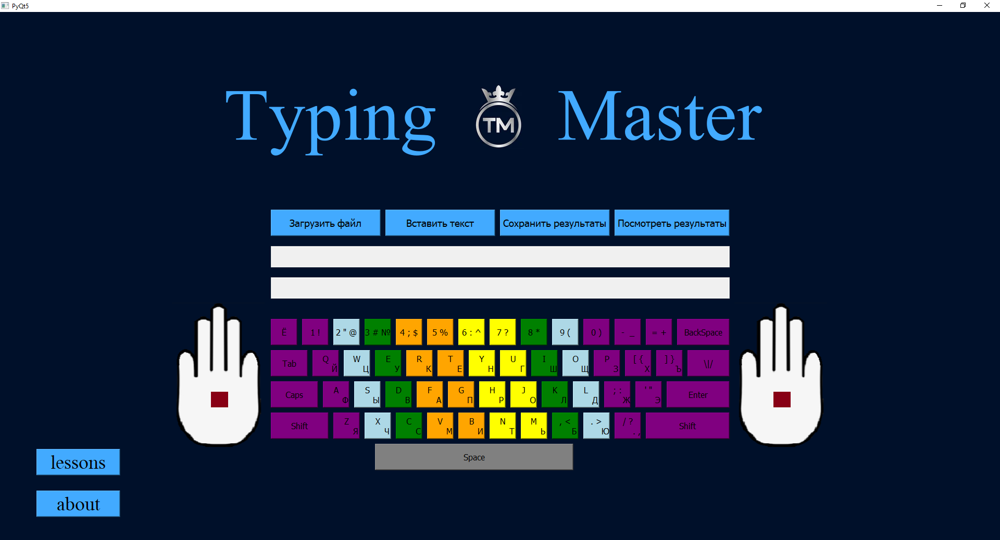 PyQt5
Typing TM Master
Загрузить файл Вставить текст Сохранить результаты Посмотреть результаты
Ё 1 ! 2 " @ 3 # № 4 ; $ 5 % 6 : ^ 7 ? 8 * 9 ( 0 ) - _ = + BackSpace
Tab Q Й W Ц E У R К T Е Y Н U Г I Ш O Щ P З [ { Х ] } Ъ \|/
Caps A Ф S Ы D В F А G П H Р J О K Л L Д ; : Ж ' " Э Enter
Shift Z Я X Ч C С V М B И N Т M Ь , < Б . > Ю / ? . , Shift
Space
lessons
about